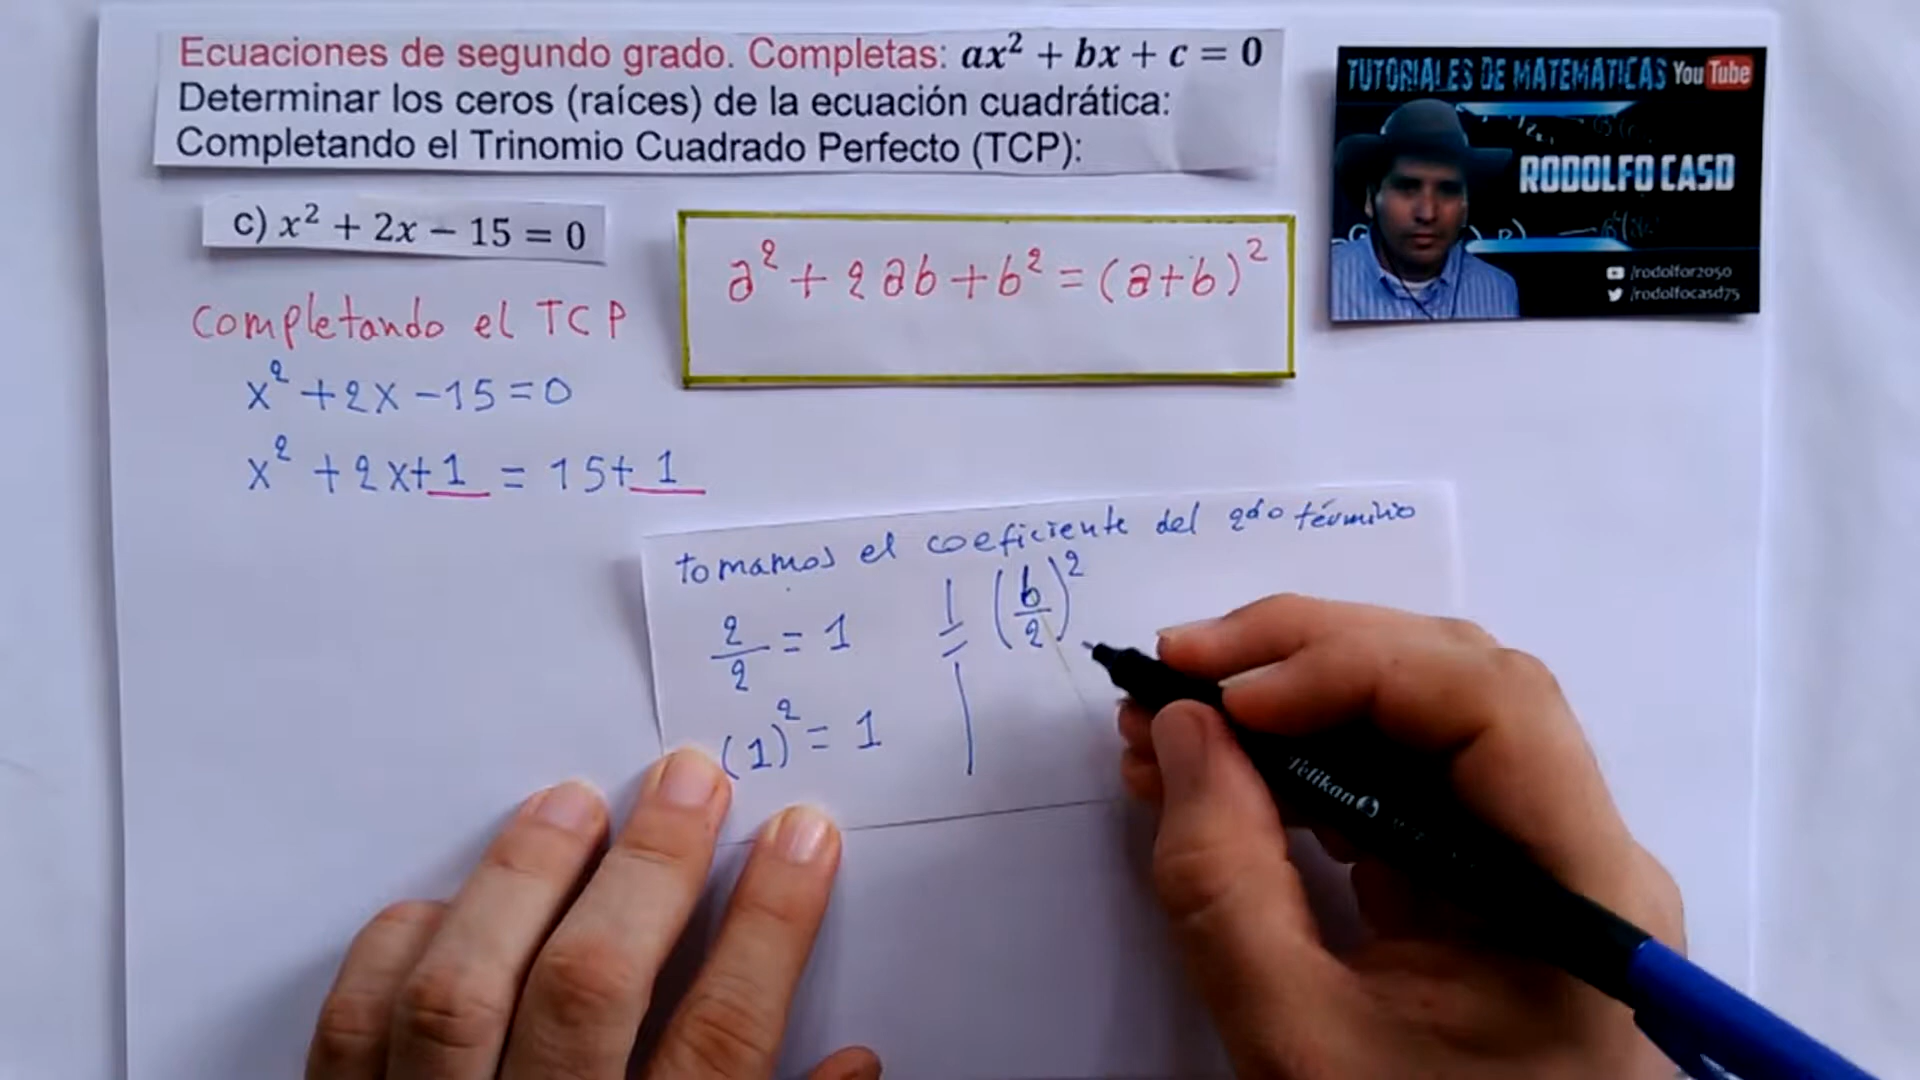 Ecuaciones de segundo grado. Completas: ax² + bx + c = 0
Determinar los ceros (raíces) de la ecuación cuadrática:
Completando el Trinomio Cuadrado Perfecto (TCP):
TUTORIALES DE MATEMATICAS YouTube
RODOLFO CASD
/rodolfor2050
/rodolfocasd75
c) x² + 2x − 15 = 0
a² + 2ab + b² = (a+b)²
Completando el TCP
x² + 2x − 15 = 0
x² + 2x + 1 = 15 + 1
tomamos el coeficiente del 2do término
2/2 = 1
(b/2)²
(1)² = 1
Pelikan